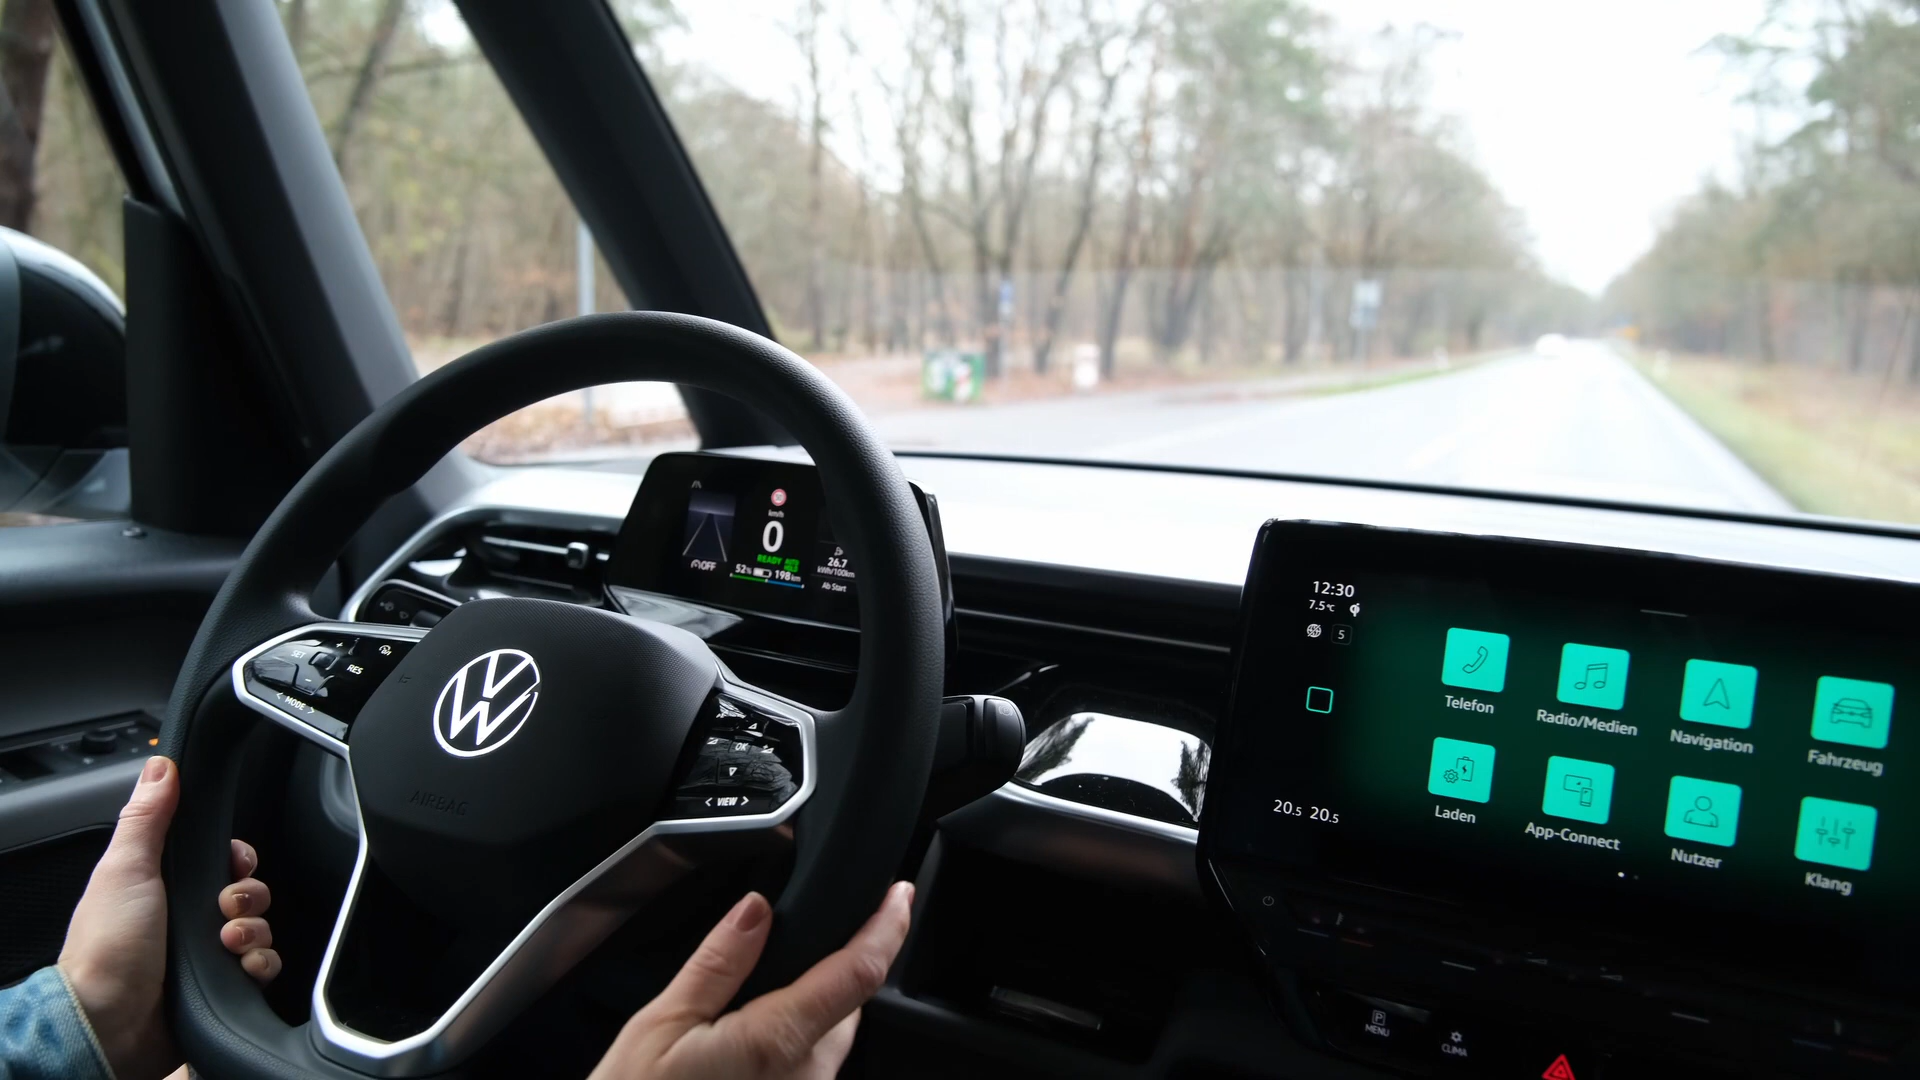 km/h
0
READY AUTO HOLD
OFF
52% 198 km
26.7
kWh/100km
Ab Start
SET
RES
< MODE >
OK
< VIEW >
AIRBAG
12:30
7.5°C
5
Telefon
Radio/Medien
Navigation
Fahrzeug
Laden
App-Connect
Nutzer
Klang
20.5 20.5
P
MENU
CLIMA